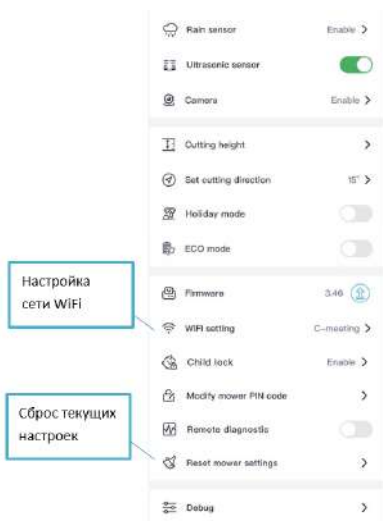 Rain sensor Enable >
Ultrasonic sensor
Camera Enable >
Cutting height >
Set cutting direction 15° >
Holiday mode
ECO mode
Настройка
сети WiFi
Firmware 3.46
WIFI setting C-meeting >
Child lock Enable >
Modify mower PIN code >
Сброс текущих
настроек
Remote diagnostis
Reset mower settings >
Debug >